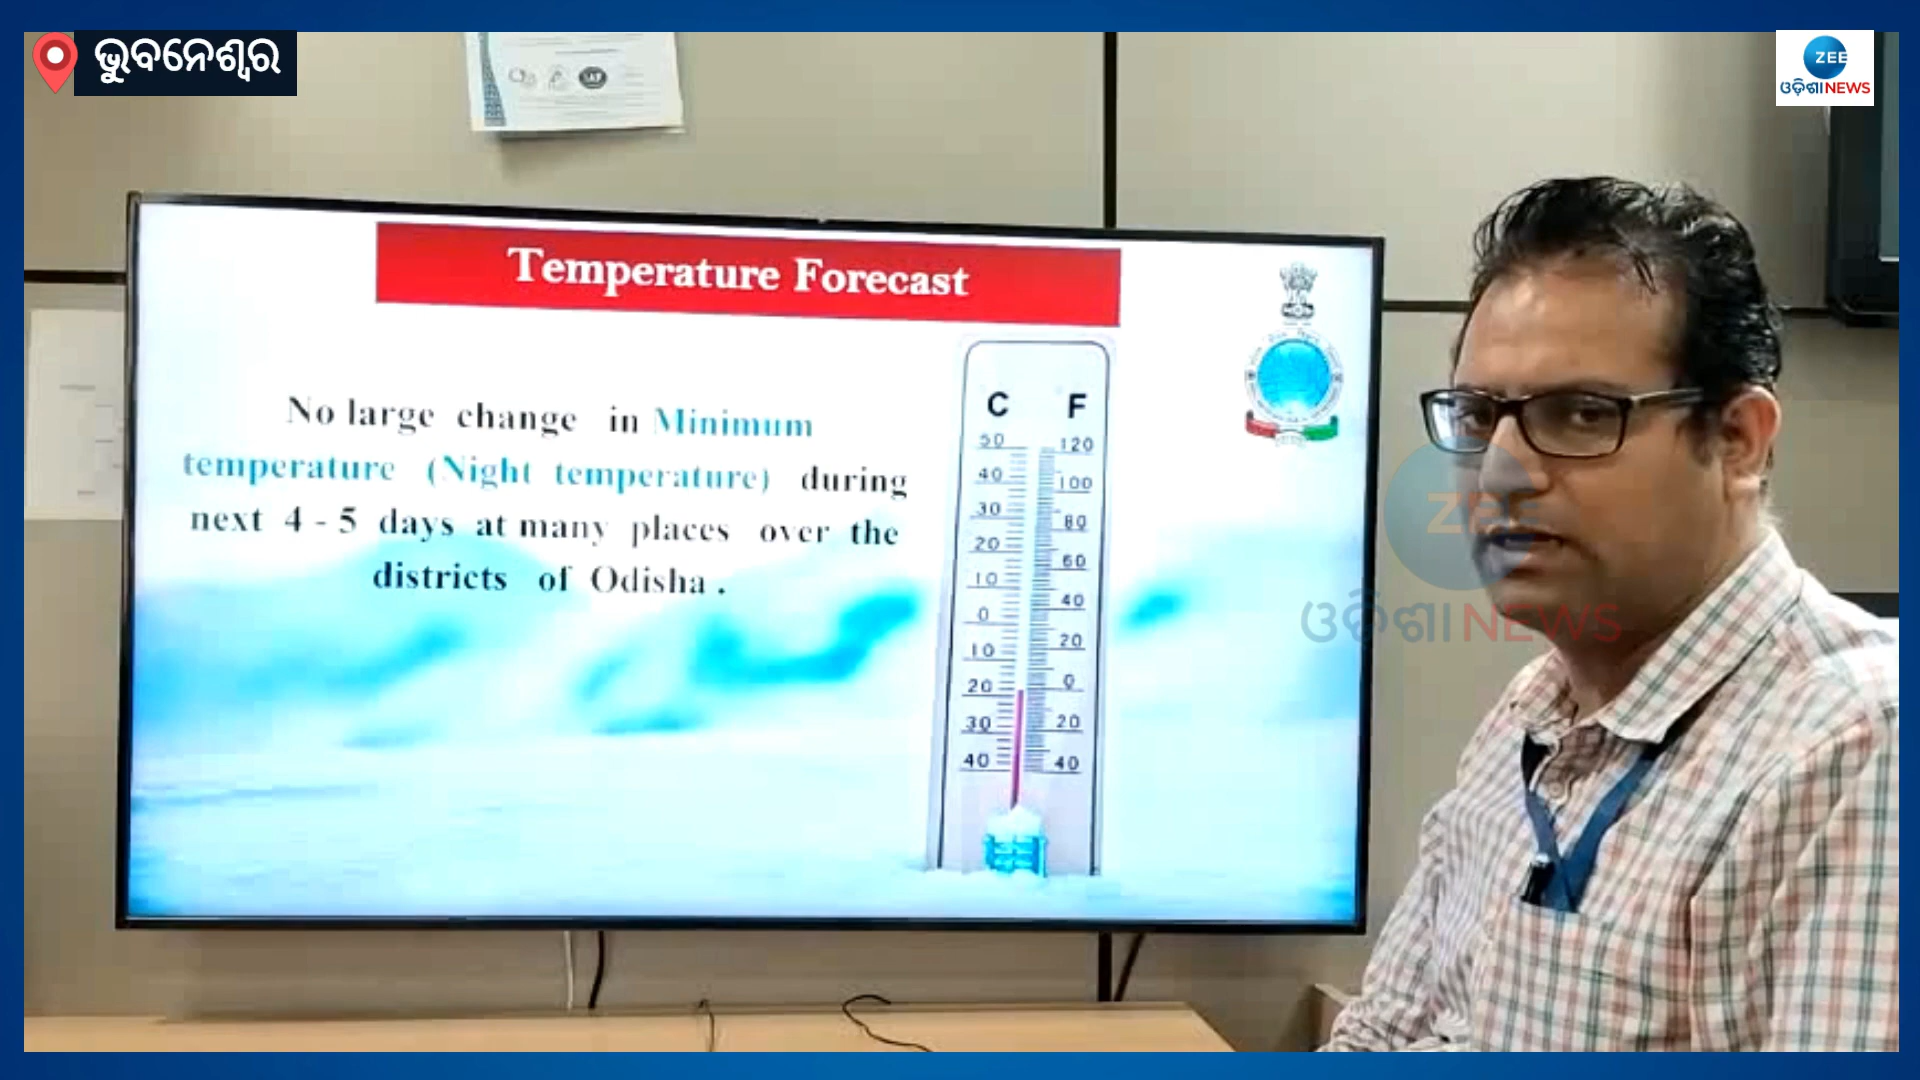 ଭୁବନେଶ୍ୱର
ZEE
ଓଡ଼ିଶା NEWS
Temperature Forecast
No large change in Minimum
temperature (Night temperature) during
next 4 - 5 days at many places over the
districts of Odisha .
C F
50 120
40 100
30 80
20 60
10 40
0 20
10 0
20 20
30 40
40
ZEE
ଓଡ଼ିଶା NEWS